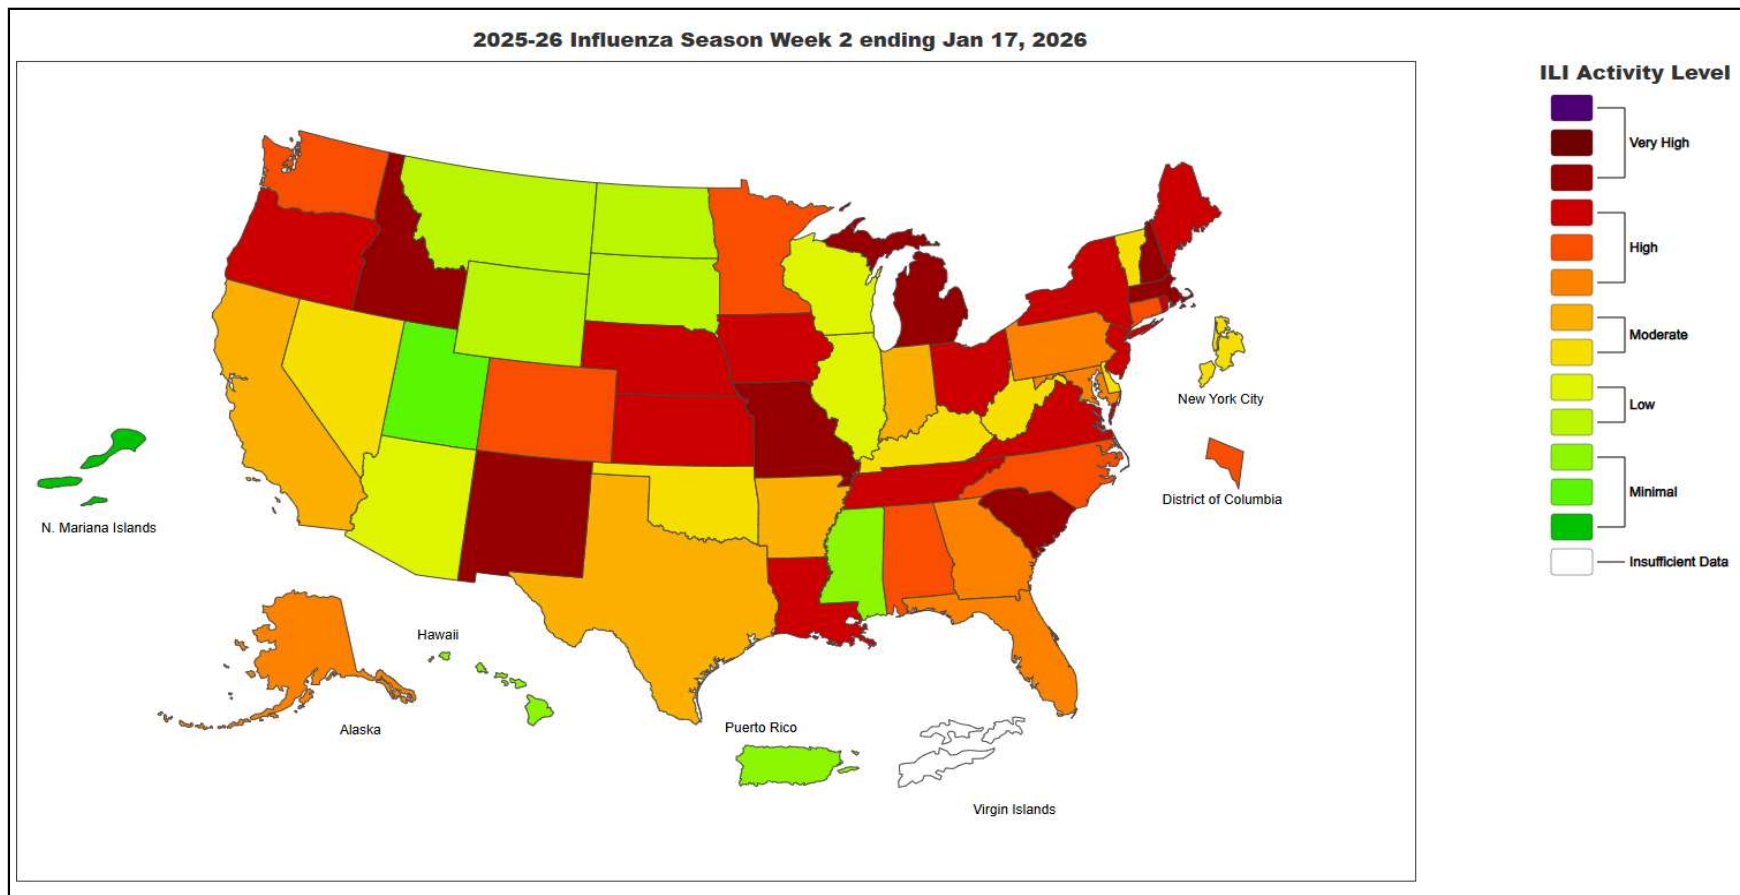 2025-26 Influenza Season Week 2 ending Jan 17, 2026
ILI Activity Level
Very High
High
Moderate
Low
Minimal
Insufficient Data
New York City
District of Columbia
N. Mariana Islands
Hawaii
Alaska
Puerto Rico
Virgin Islands